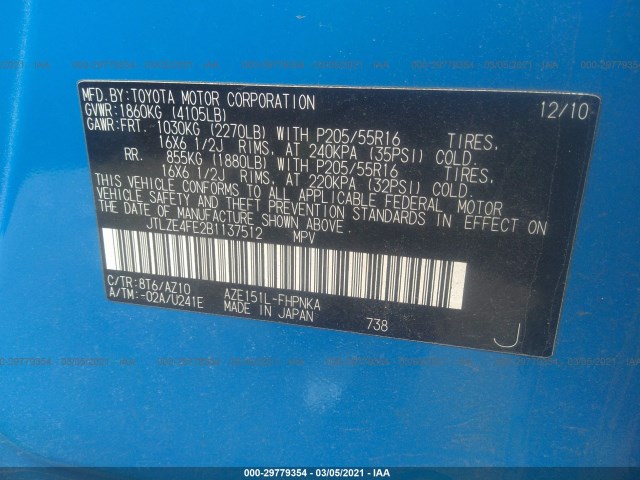 MFD.BY:TOYOTA MOTOR CORPORATION 12/10
GVWR:1860KG (4105LB)
GAWR:FRT. 1030KG (2270LB) WITH P205/55R16 TIRES,
16X6 1/2J RIMS, AT 240KPA (35PSI) COLD.
RR. 855KG (1880LB) WITH P205/55R16 TIRES,
16X6 1/2J RIMS, AT 220KPA (32PSI) COLD.
THIS VEHICLE CONFORMS TO ALL APPLICABLE FEDERAL MOTOR
VEHICLE SAFETY AND THEFT PREVENTION STANDARDS IN EFFECT ON
THE DATE OF MANUFACTURE SHOWN ABOVE.
JTLZE4FE2B1137512 MPV
C/TR:8T6/AZ10 AZE151L-FHPNKA
A/TM:-02A/U241E MADE IN JAPAN 738 J
000-29779354 - 03/05/2021 - IAA